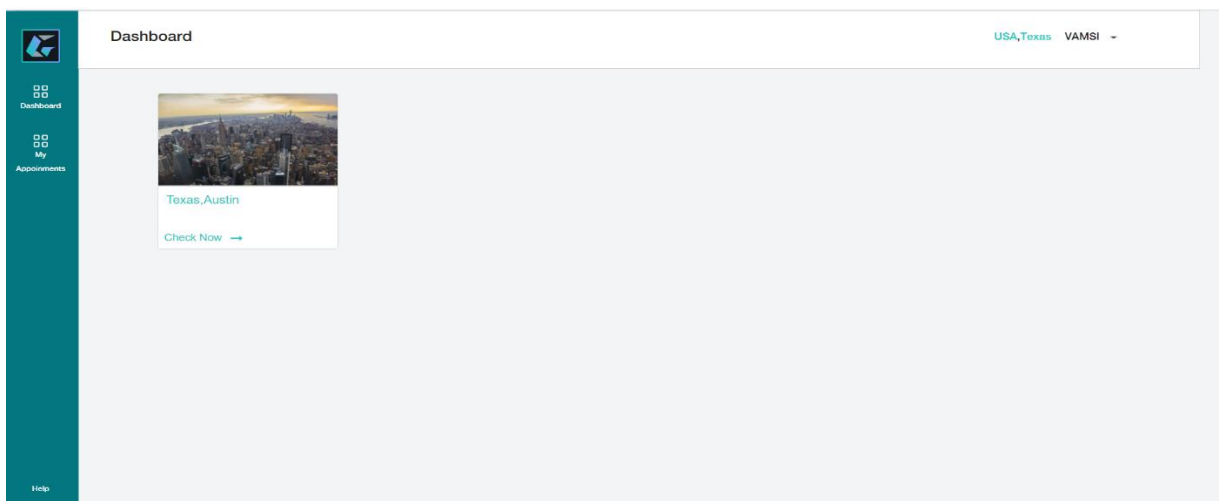 Dashboard
USA,Texas VAMSI
Dashboard
My
Appoinments
Texas,Austin
Check Now →
Help